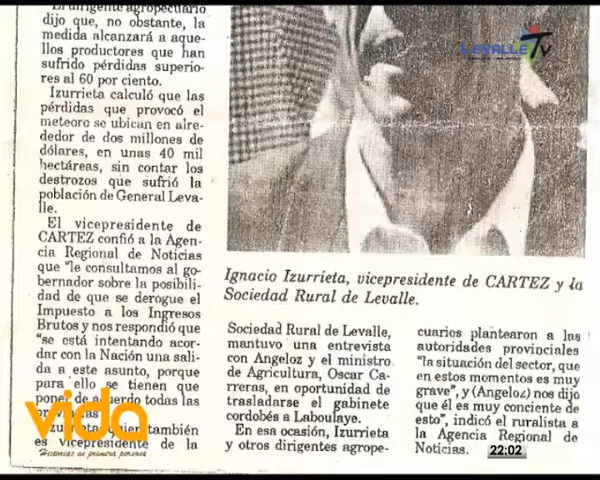 El dirigente agropecuario
dijo que, no obstante, la
medida alcanzará a aque-
llos productores que han
sufrido pérdidas superio-
res al 60 por ciento.
Izurrieta calculó que las
pérdidas que provocó el
meteoro se ubican en alre-
dedor de dos millones de
dólares, en unas 40 mil
hectáreas, sin contar los
destrozos que sufrió la
población de General Leva-
lle.
El vicepresidente de
CARTEZ confió a la Agen-
cia Regional de Noticias
que "le consultamos al go-
bernador sobre la posibili-
dad de que se derogue el
Impuesto a los Ingresos
Brutos y nos respondió que
"se está intentando acor-
dar con la Nación una sali-
da a este asunto, porque
para ello se tienen que
poner de acuerdo todas las
Izurrieta, quien también
es vicepresidente de la
Ignacio Izurrieta, vicepresidente de CARTEZ y la
Sociedad Rural de Levalle.
Sociedad Rural de Levalle,
mantuvo una entrevista
con Angeloz y el ministro
de Agricultura, Oscar Ca-
rreras, en oportunidad de
trasladarse el gabinete
cordobés a Laboulaye.
En esa ocasión, Izurrieta
y otros dirigentes agrope-
cuarios plantearon a las
autoridades provinciales
"la situación del sector, que
en estos momentos es muy
grave", y (Angeloz) nos dijo
que él es muy conciente de
esto", indicó el ruralista a
la Agencia Regional de
Noticias.
LEVALLE TV
vida
Historias en primera persona
22:02